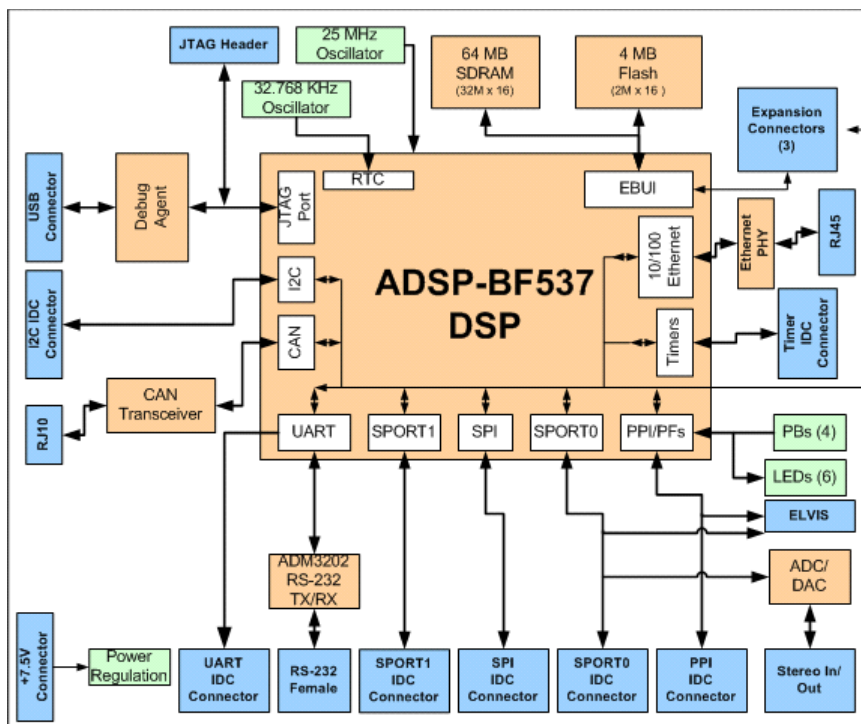 JTAG Header
25 MHz
Oscillator
64 MB
SDRAM
(32M x 16)
4 MB
Flash
(2M x 16 )
32.768 KHz
Oscillator
Expansion
Connectors
(3)
USB
Connector
Debug
Agent
JTAG
Port
RTC
EBUI
10/100
Ethernet
Ethernet
PHY
RJ45
I2C IDC
Connector
I2C
ADSP-BF537
DSP
CAN
Timers
Timer
IDC
Connector
RJ10
CAN
Transceiver
UART
SPORT1
SPI
SPORT0
PPI/PFs
PBs (4)
LEDs (6)
ELVIS
ADM3202
RS-232
TX/RX
ADC/
DAC
+7.5V
Connector
Power
Regulation
UART
IDC
Connector
RS-232
Female
SPORT1
IDC
Connector
SPI
IDC
Connector
SPORT0
IDC
Connector
PPI
IDC
Connector
Stereo In/
Out